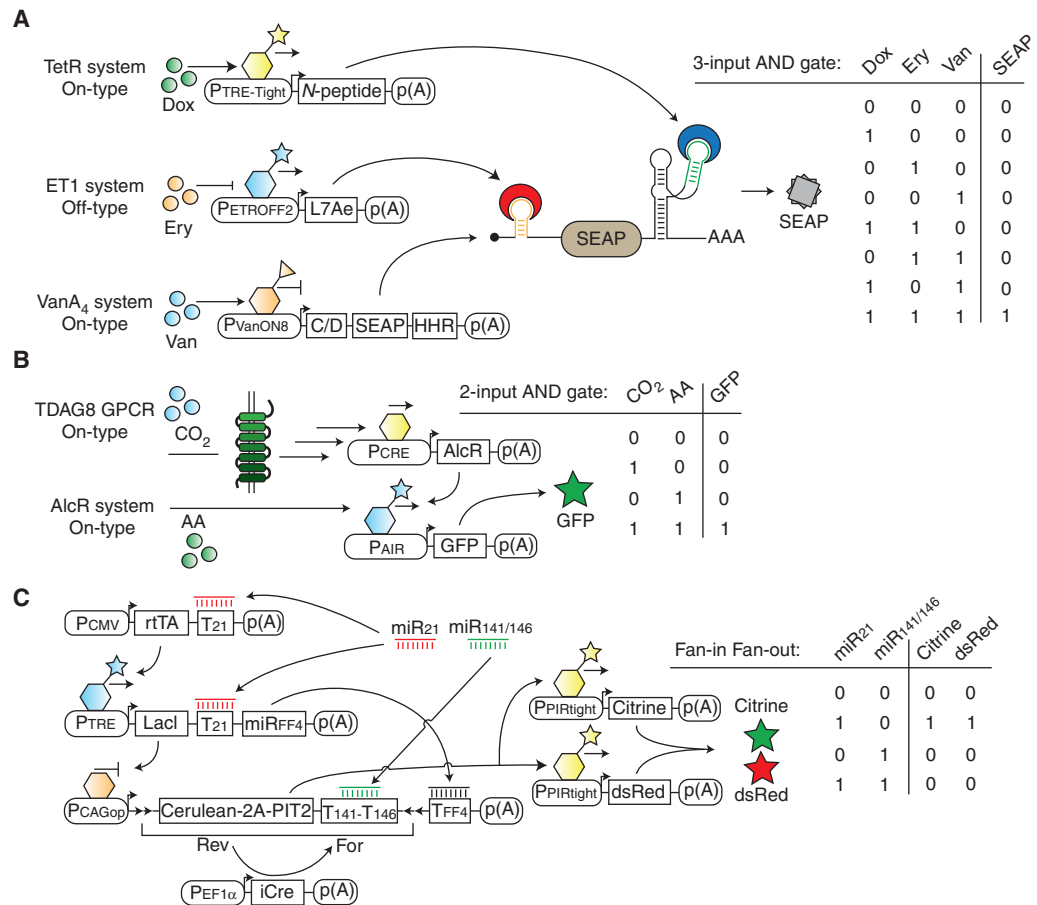 A
TetR system
On-type
Dox
PTRE-Tight N-peptide p(A)
ET1 system
Off-type
Ery
PETROFF2 L7Ae p(A)
VanA4 system
On-type
Van
PVanON8 C/D SEAP HHR p(A)
SEAP
AAA
SEAP
3-input AND gate: Dox Ery Van SEAP
0 0 0 0
1 0 0 0
0 1 0 0
0 0 1 0
1 1 0 0
0 1 1 0
1 0 1 0
1 1 1 1
B
TDAG8 GPCR
On-type
CO2
AlcR system
On-type
AA
PCRE AlcR p(A)
PAIR GFP p(A)
GFP
2-input AND gate: CO2 AA GFP
0 0 0
1 0 0
0 1 0
1 1 1
C
PCMV rtTA T21 p(A)
miR21 miR141/146
PTRE LacI T21 miRFF4 p(A)
PCAGop Cerulean-2A-PIT2 T141-T146 TFF4 p(A)
Rev For
PEF1α iCre p(A)
PPIRtight Citrine p(A)
PPIRtight dsRed p(A)
Citrine
dsRed
Fan-in Fan-out: miR21 miR141/146 Citrine dsRed
0 0 0 0
1 0 1 1
0 1 0 0
1 1 0 0